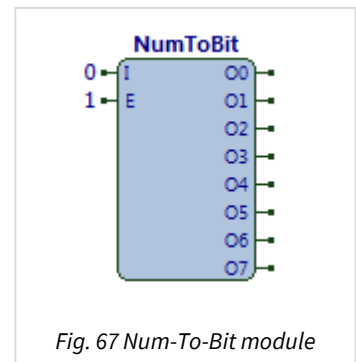 NumToBit
0 I O0
1 E O1
O2
O3
O4
O5
O6
O7
Fig. 67 Num-To-Bit module